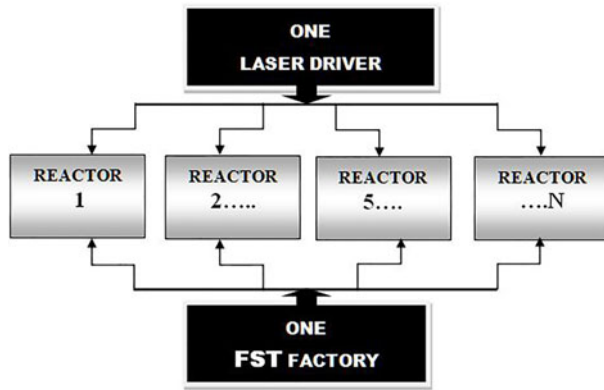 ONE
LASER DRIVER
REACTOR
1
REACTOR
2.....
REACTOR
5....
REACTOR
....N
ONE
FST FACTORY